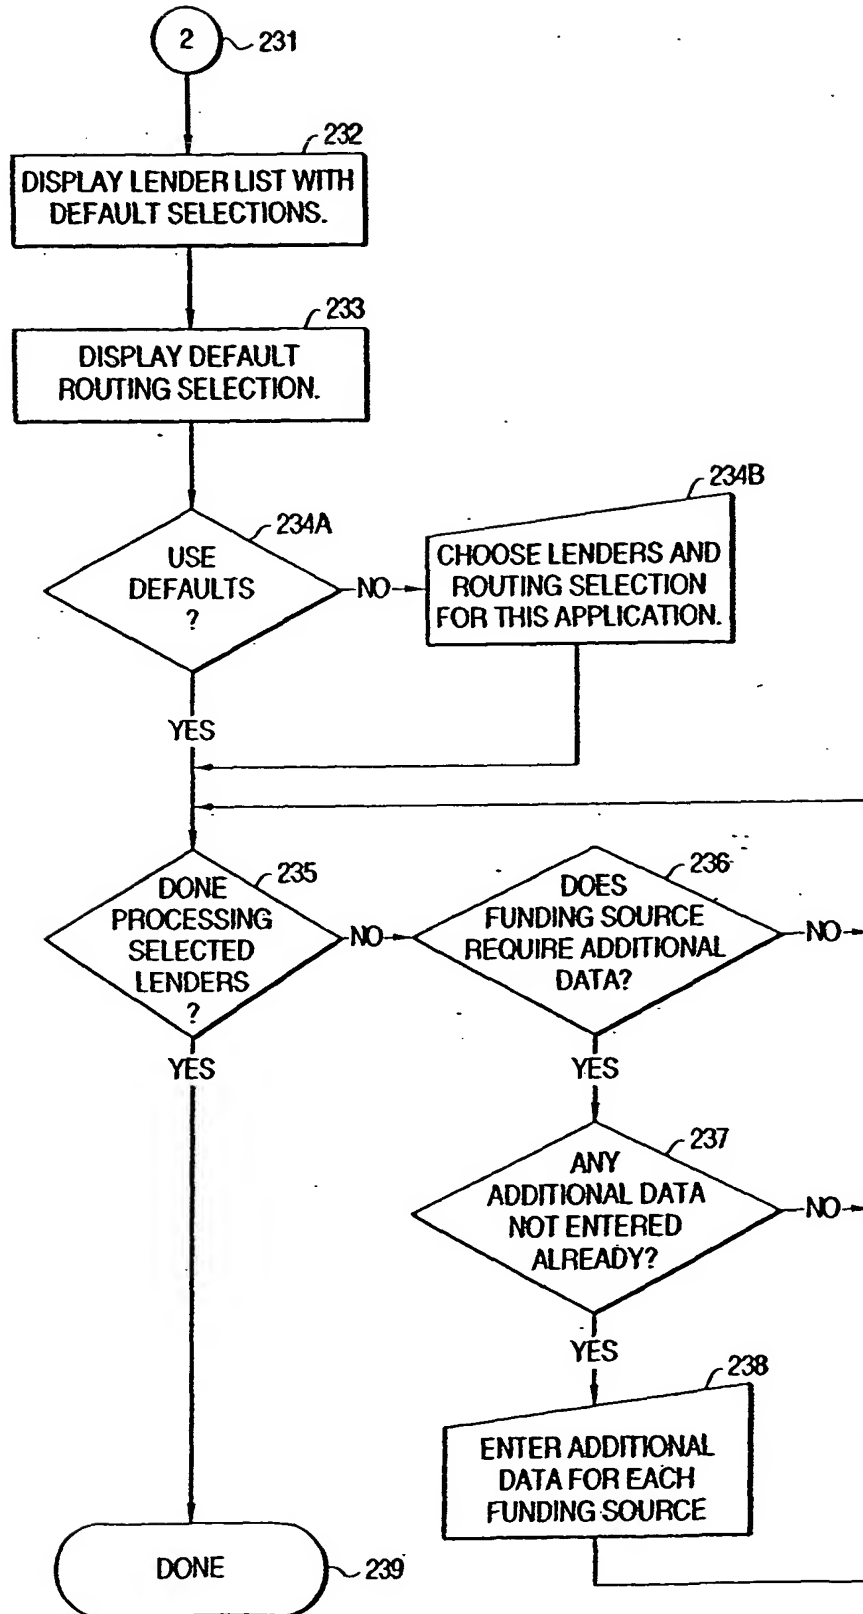 2
231
232
DISPLAY LENDER LIST WITH
DEFAULT SELECTIONS.
233
DISPLAY DEFAULT
ROUTING SELECTION.
234A
USE
DEFAULTS
?
NO
234B
CHOOSE LENDERS AND
ROUTING SELECTION
FOR THIS APPLICATION.
YES
235
DONE
PROCESSING
SELECTED
LENDERS
?
NO
236
DOES
FUNDING SOURCE
REQUIRE ADDITIONAL
DATA?
NO
YES
YES
237
ANY
ADDITIONAL DATA
NOT ENTERED
ALREADY?
NO
YES
238
ENTER ADDITIONAL
DATA FOR EACH
FUNDING SOURCE
DONE
239